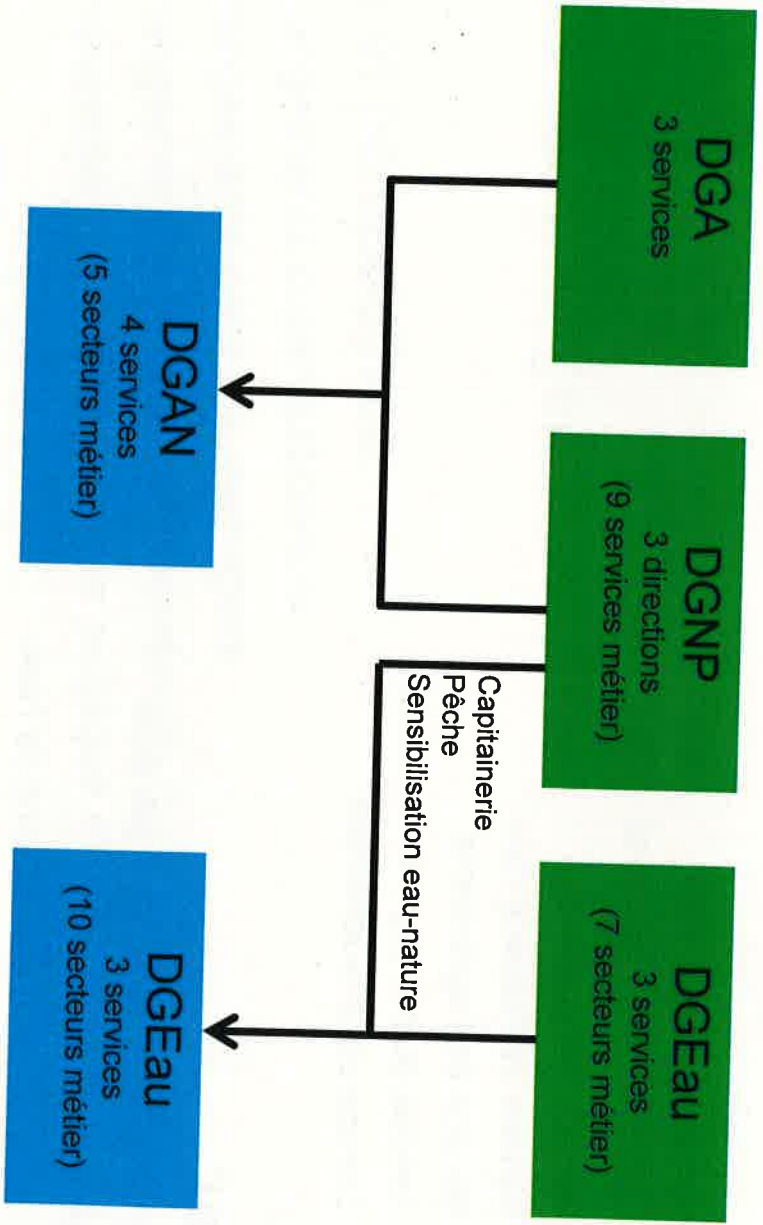 DGA
3 services
DGNP
3 directions
(9 services métier)
DGEau
3 services
(7 secteurs métier)
Capitainerie
Pêche
Sensibilisation eau-nature
DGAN
4 services
(5 secteurs métier)
DGEau
3 services
(10 secteurs métier)